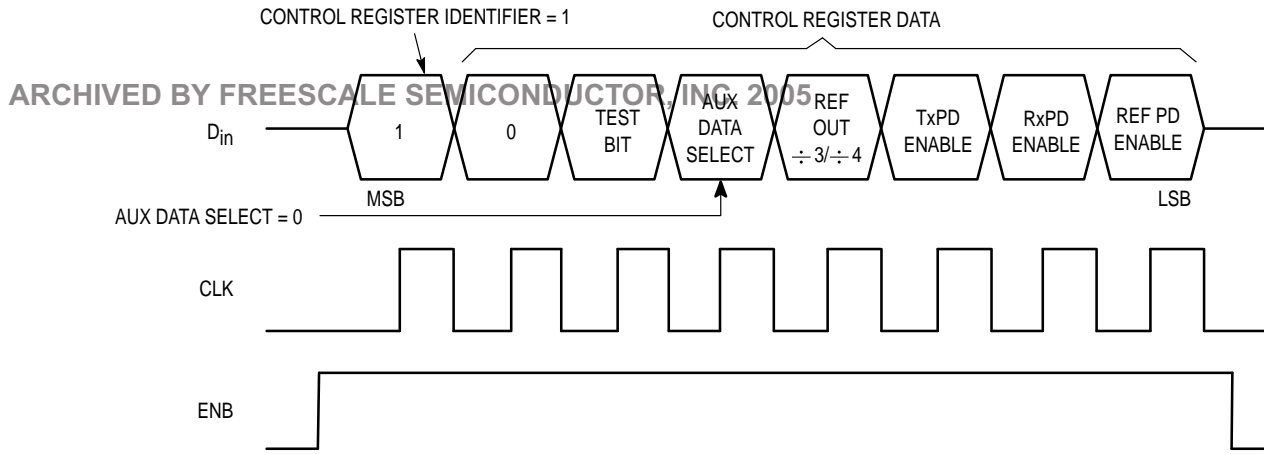 CONTROL REGISTER IDENTIFIER = 1
CONTROL REGISTER DATA
ARCHIVED BY FREESCALE SEMICONDUCTOR, INC. 2005
Din
1
0
TEST
BIT
AUX
DATA
SELECT
REF
OUT
÷ 3/÷ 4
TxPD
ENABLE
RxPD
ENABLE
REF PD
ENABLE
MSB
LSB
AUX DATA SELECT = 0
CLK
ENB